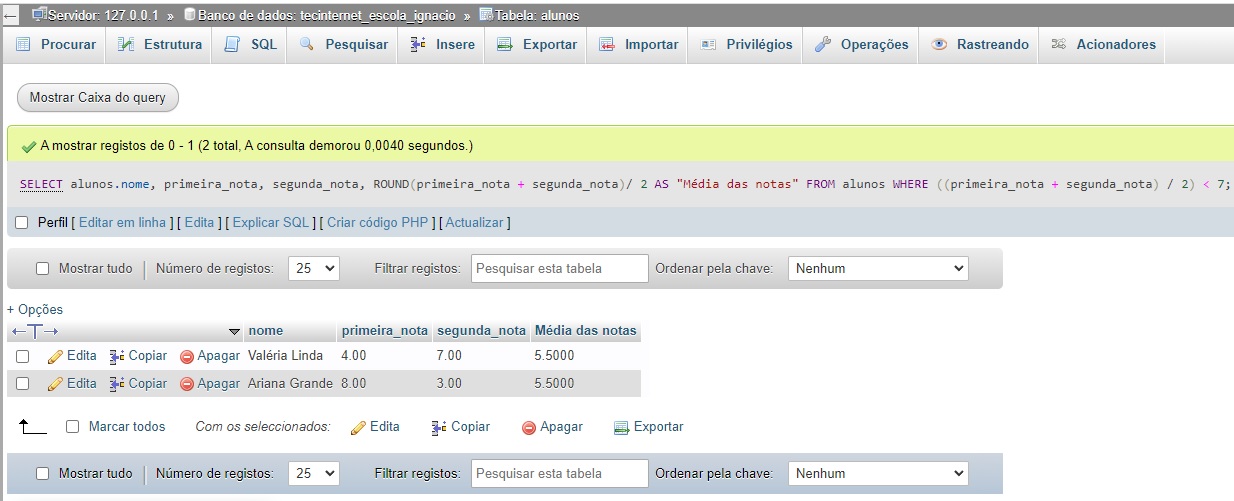 Servidor: 127.0.0.1 » Banco de dados: tecinternet_escola_ignacio » Tabela: alunos
Procurar Estrutura SQL Pesquisar Insere Exportar Importar Privilégios Operações Rastreando Acionadores
Mostrar Caixa do query
A mostrar registos de 0 - 1 (2 total, A consulta demorou 0,0040 segundos.)
SELECT alunos.nome, primeira_nota, segunda_nota, ROUND(primeira_nota + segunda_nota)/ 2 AS "Média das notas" FROM alunos WHERE ((primeira_nota + segunda_nota) / 2) < 7;
Perfil [ Editar em linha ] [ Edita ] [ Explicar SQL ] [ Criar código PHP ] [ Actualizar ]
Mostrar tudo | Número de registos: 25 Filtrar registos: Pesquisar esta tabela Ordenar pela chave: Nenhum
+ Opções
←T→ nome primeira_nota segunda_nota Média das notas
Edita Copiar Apagar Valéria Linda 4.00 7.00 5.5000
Edita Copiar Apagar Ariana Grande 8.00 3.00 5.5000
Marcar todos Com os seleccionados: Edita Copiar Apagar Exportar
Mostrar tudo | Número de registos: 25 Filtrar registos: Pesquisar esta tabela Ordenar pela chave: Nenhum